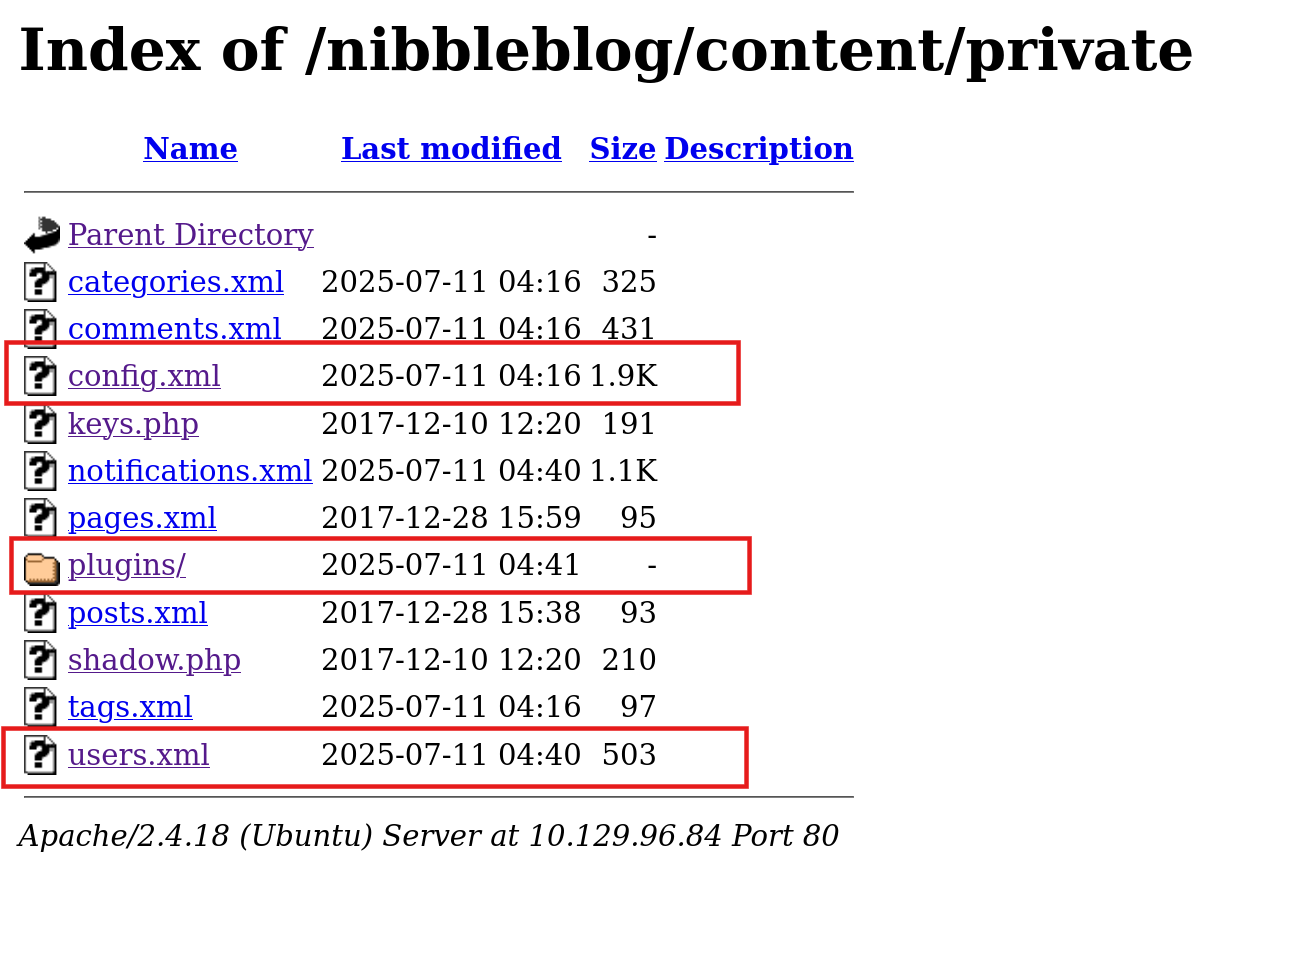 Index of /nibbleblog/content/private
Name Last modified Size Description
Parent Directory -
categories.xml 2025-07-11 04:16 325
comments.xml 2025-07-11 04:16 431
config.xml 2025-07-11 04:16 1.9K
keys.php 2017-12-10 12:20 191
notifications.xml 2025-07-11 04:40 1.1K
pages.xml 2017-12-28 15:59 95
plugins/ 2025-07-11 04:41 -
posts.xml 2017-12-28 15:38 93
shadow.php 2017-12-10 12:20 210
tags.xml 2025-07-11 04:16 97
users.xml 2025-07-11 04:40 503
Apache/2.4.18 (Ubuntu) Server at 10.129.96.84 Port 80